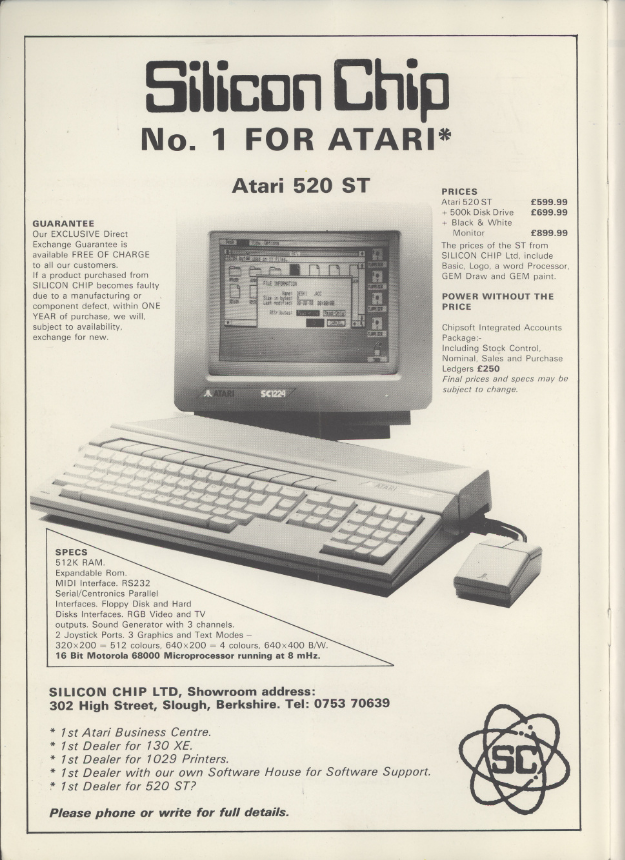 Silicon Chip
No. 1 FOR ATARI*
Atari 520 ST
GUARANTEE
Our EXCLUSIVE Direct
Exchange Guarantee is
available FREE OF CHARGE
to all our customers.
If a product purchased from
SILICON CHIP becomes faulty
due to a manufacturing or
component defect, within ONE
YEAR of purchase, we will,
subject to availability,
exchange for new.
PRICES
Atari 520 ST £599.99
+ 500k Disk Drive £699.99
+ Black & White
Monitor £899.99
The prices of the ST from
SILICON CHIP Ltd. include
Basic, Logo, a word Processor,
GEM Draw and GEM paint.
POWER WITHOUT THE
PRICE
Chipsoft Integrated Accounts
Package:-
Including Stock Control,
Nominal, Sales and Purchase
Ledgers £250
Final prices and specs may be
subject to change.
FILE INFORMATION
ATARI SC1224
ATARI
SPECS
512K RAM.
Expandable Rom.
MIDI Interface. RS232
Serial/Centronics Parallel
Interfaces. Floppy Disk and Hard
Disks Interfaces. RGB Video and TV
outputs. Sound Generator with 3 channels.
2 Joystick Ports. 3 Graphics and Text Modes –
320×200 = 512 colours, 640×200 = 4 colours, 640×400 B/W.
16 Bit Motorola 68000 Microprocessor running at 8 mHz.
SILICON CHIP LTD, Showroom address:
302 High Street, Slough, Berkshire. Tel: 0753 70639
* 1st Atari Business Centre.
* 1st Dealer for 130 XE.
* 1st Dealer for 1029 Printers.
* 1st Dealer with our own Software House for Software Support.
* 1st Dealer for 520 ST?
Please phone or write for full details.
SC